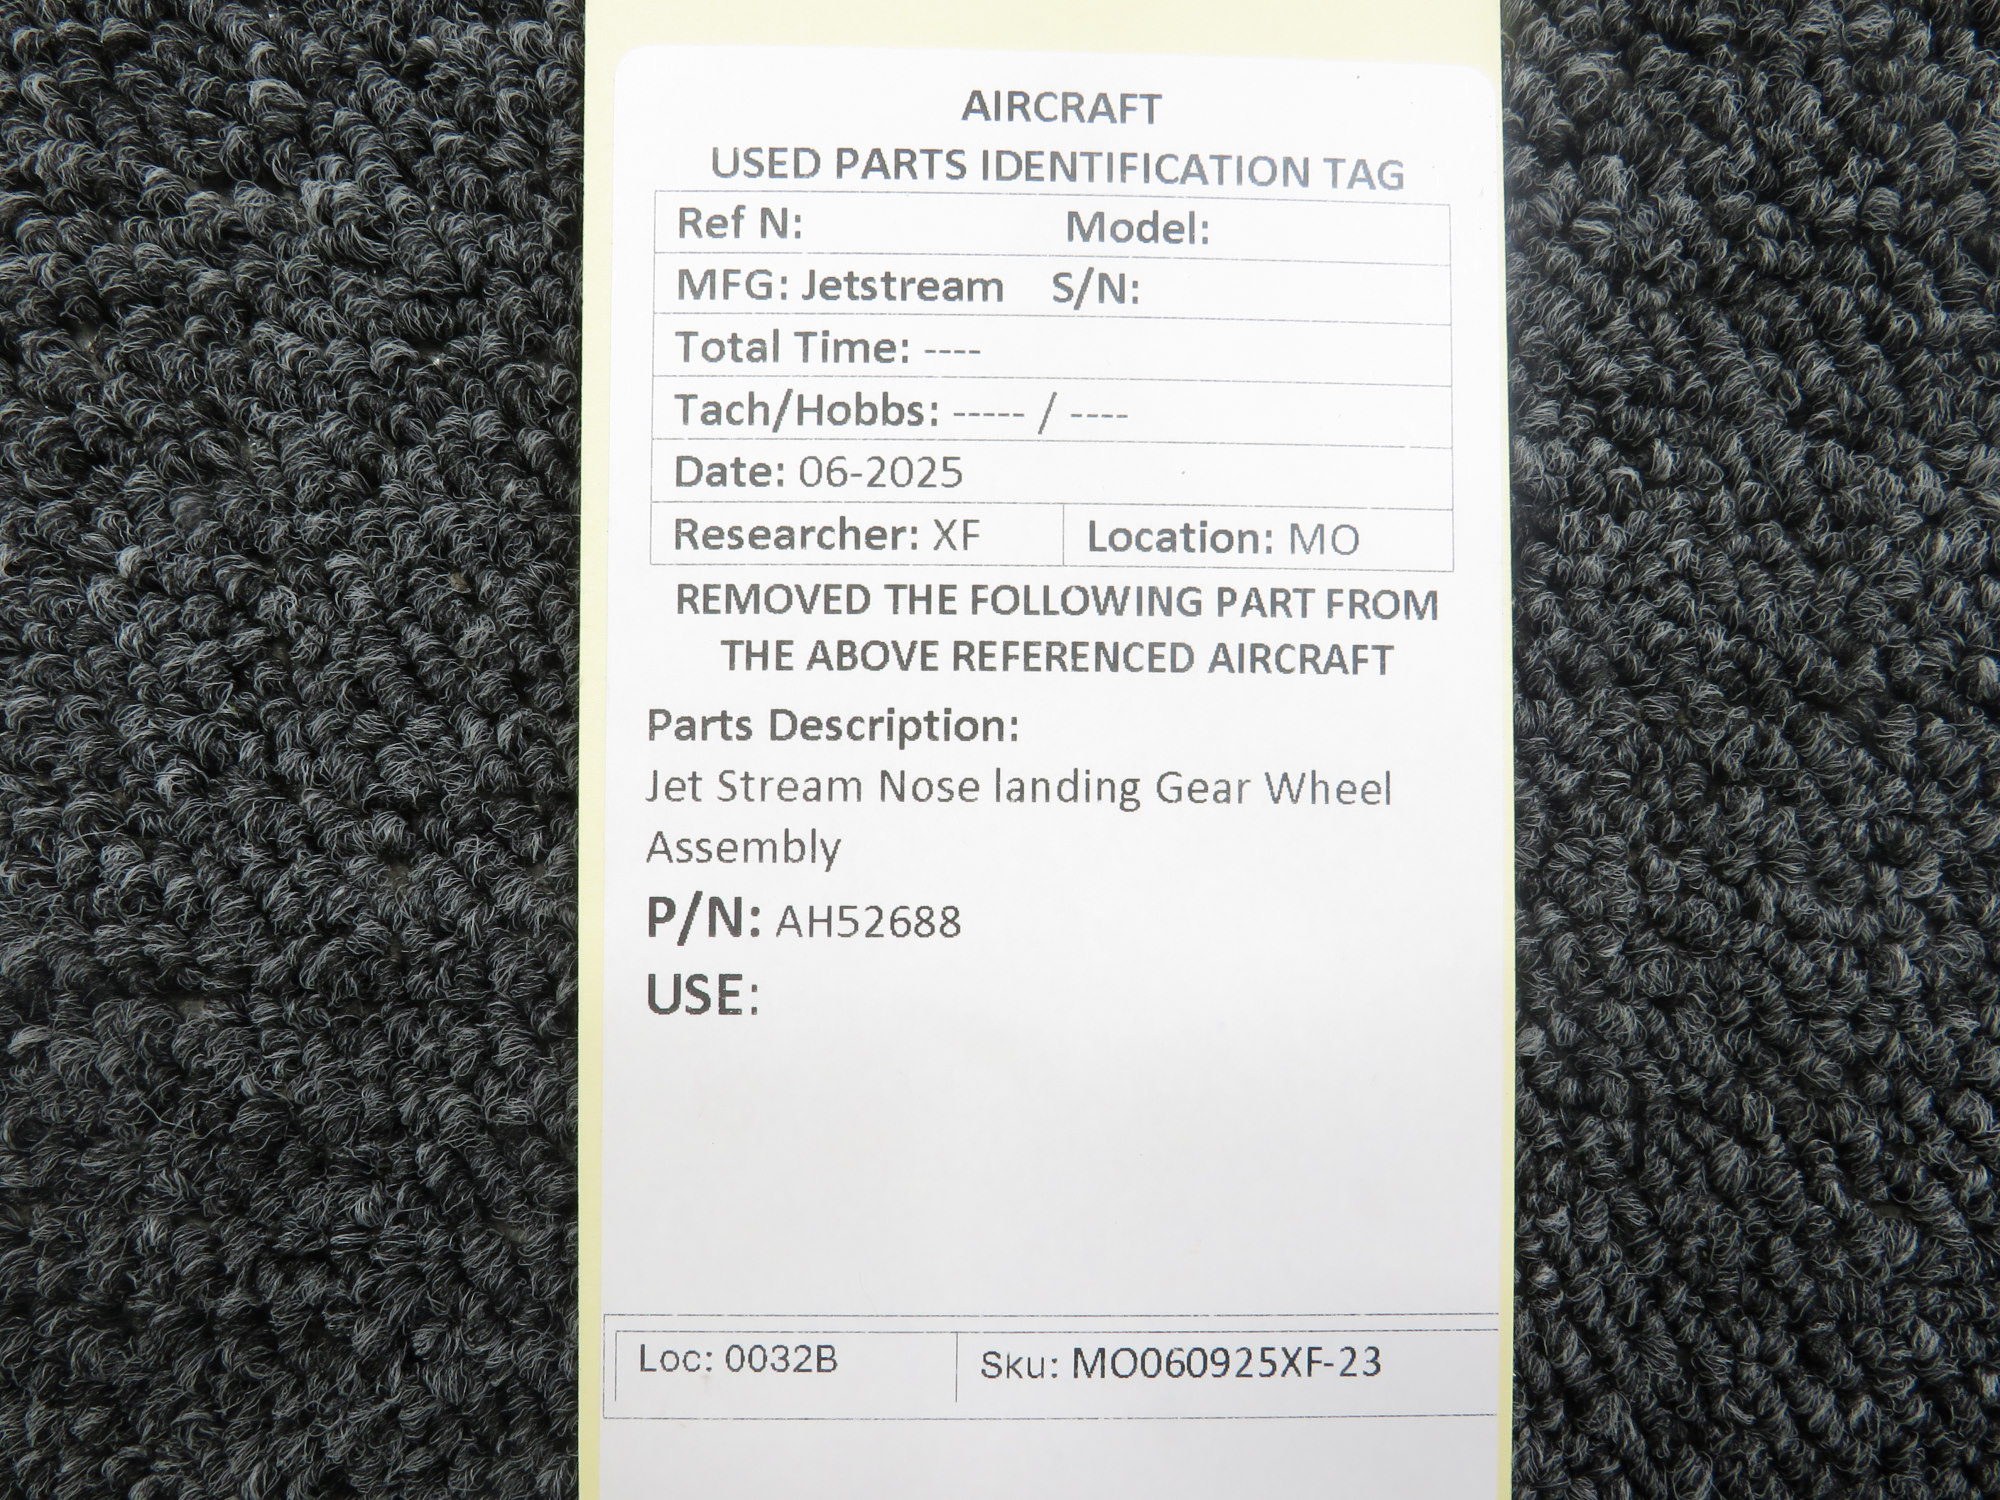 AIRCRAFT
USED PARTS IDENTIFICATION TAG
Ref N: Model:
MFG: Jetstream S/N:
Total Time: ----
Tach/Hobbs: ----- / ----
Date: 06-2025
Researcher: XF Location: MO
REMOVED THE FOLLOWING PART FROM
THE ABOVE REFERENCED AIRCRAFT
Parts Description:
Jet Stream Nose landing Gear Wheel
Assembly
P/N: AH52688
USE:
Loc: 0032B Sku: MO060925XF-23